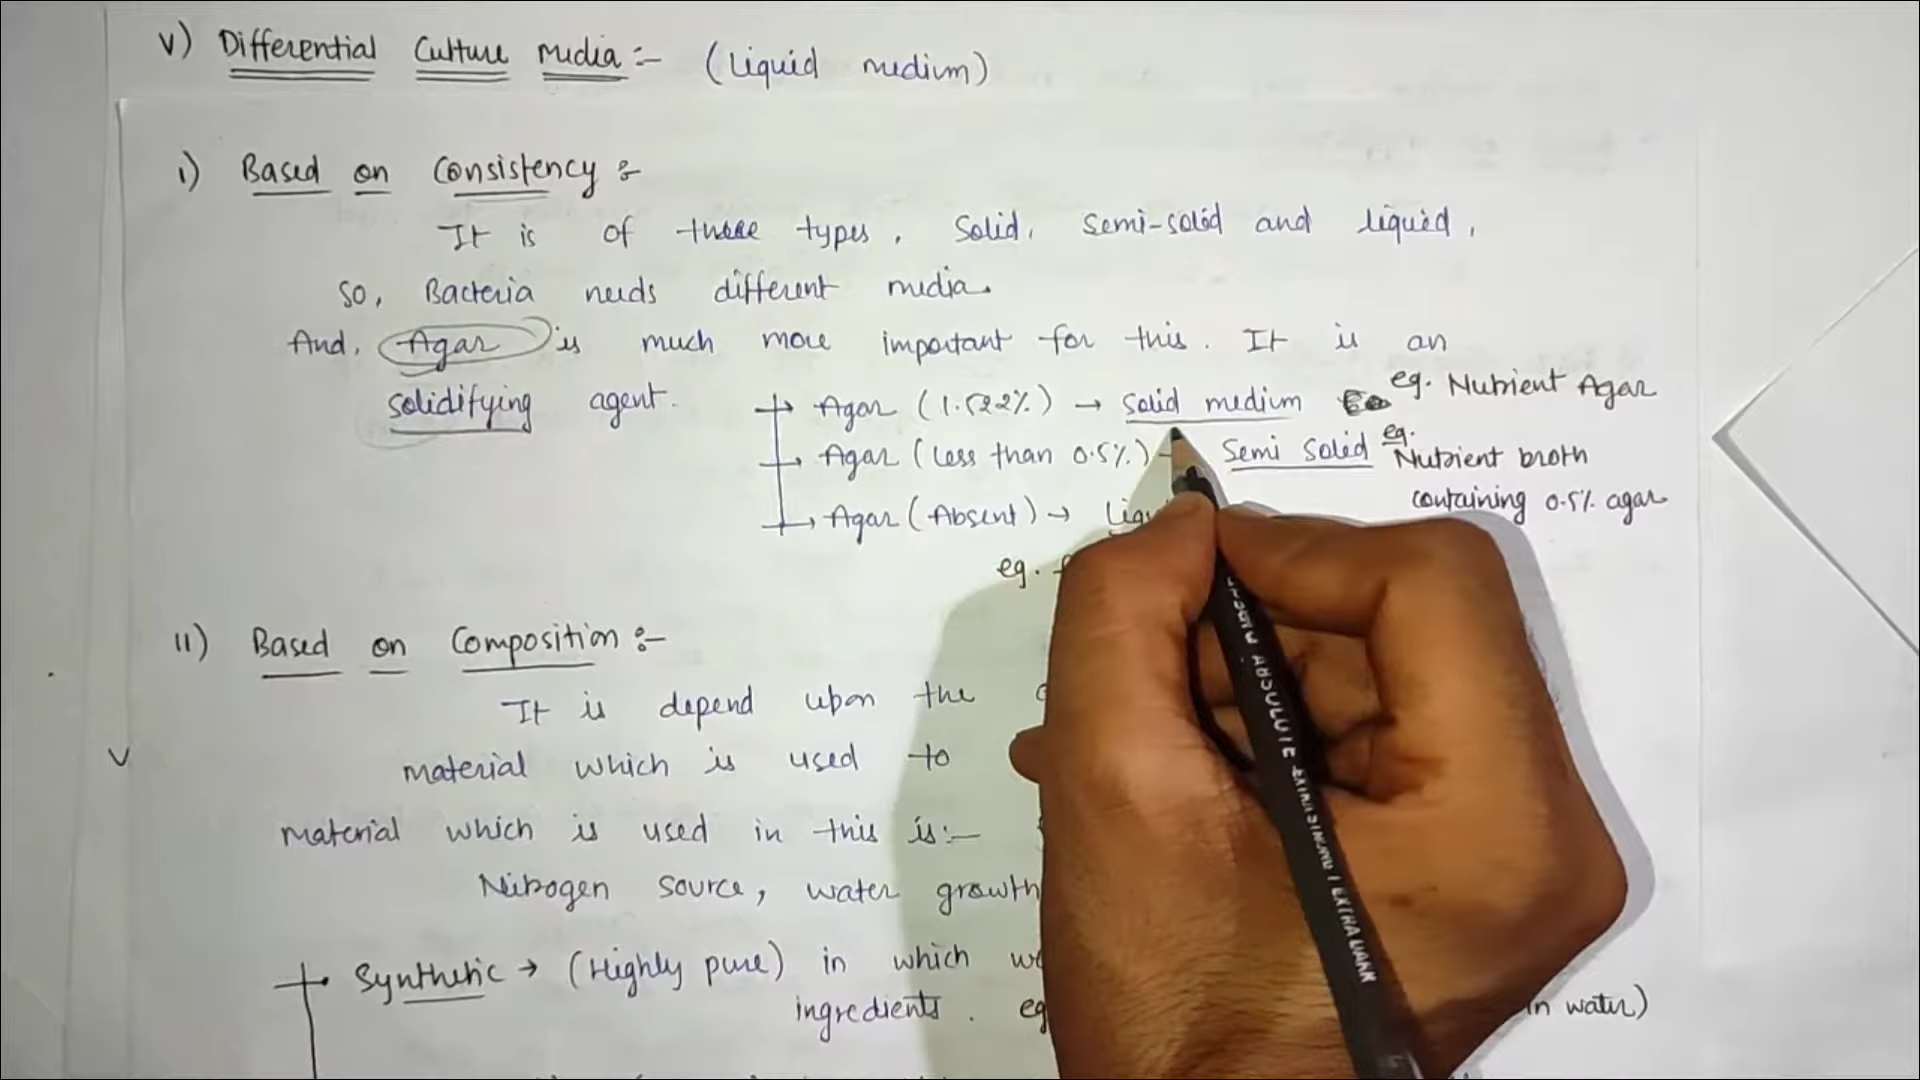 V) Differential Culture Media :- (Liquid medium)
i) Based on Consistency :-
It is of three types, Solid, Semi-solid and liquid,
So, Bacteria needs different media.
And, Agar is much more important for this. It is an
solidifying agent.
Agar (1.5-2%) → Solid medium eg. Nutrient Agar
Agar (Less than 0.5%) → Semi Solid eg. Nutrient broth
containing 0.5% agar
Agar (Absent) →
eg.
II) Based on Composition :-
It is depend upon the
material which is used to
material which is used in this is :-
Nitrogen source, water growth
V
Synthetic → (Highly pure) in which
ingredients. eg in water)